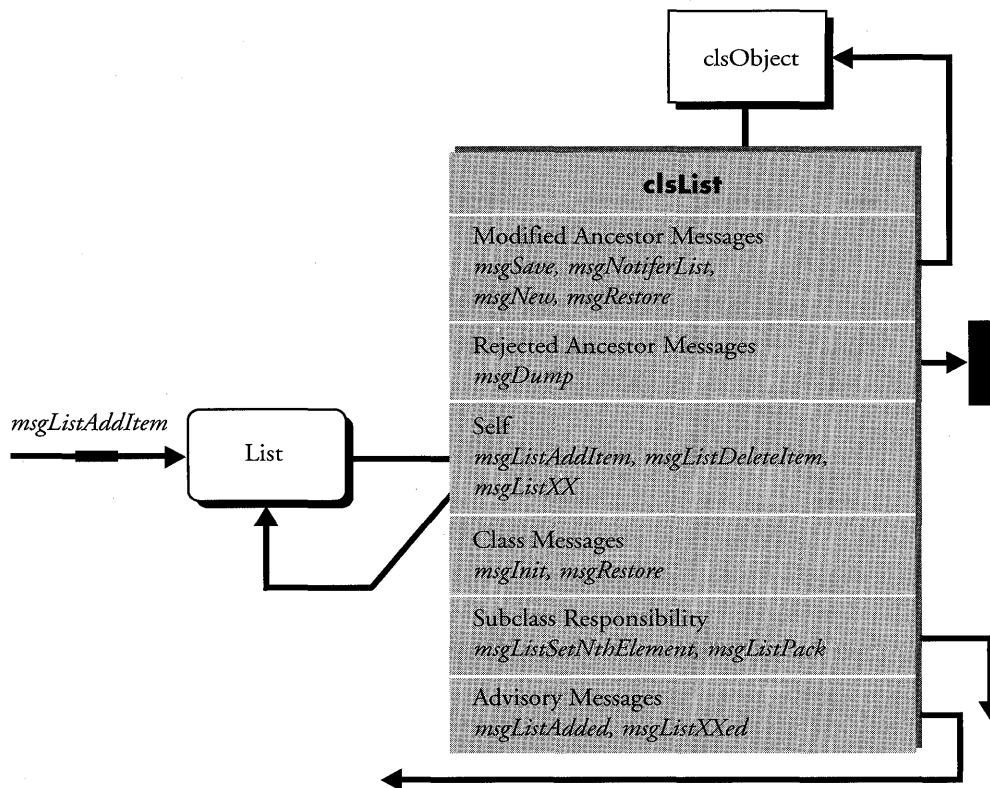 clsObject
clsList
Modified Ancestor Messages
msgSave, msgNotiferList,
msgNew, msgRestore
Rejected Ancestor Messages
msgDump
msgListAddItem
List
Self
msgListAddItem, msgListDeleteItem,
msgListXX
Class Messages
msgInit, msgRestore
Subclass Responsibility
msgListSetNthElement, msgListPack
Advisory Messages
msgListAdded, msgListXXed